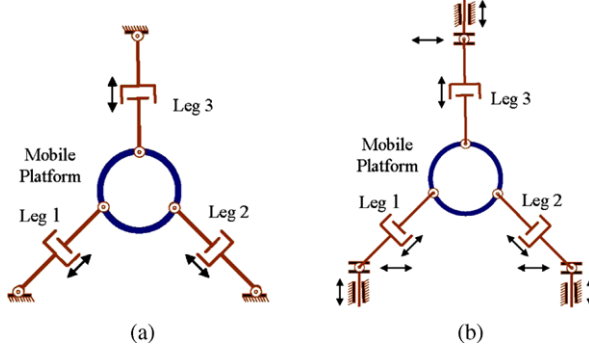 Leg 3
Mobile
Platform
Leg 1
Leg 2
(a)
Leg 3
Mobile
Platform
Leg 1
Leg 2
(b)